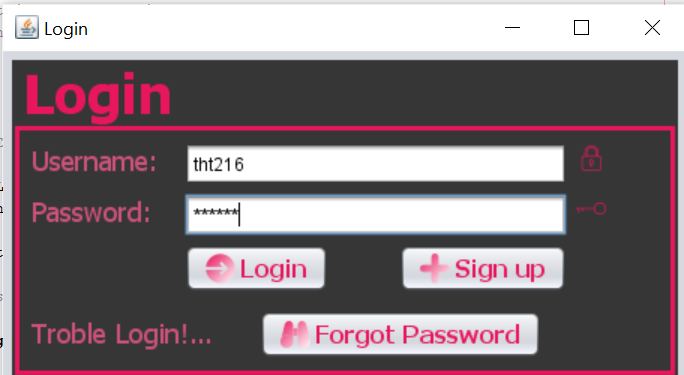 Login
Login
Username: tht216
Password: ******
Login Sign up
Troble Login!... Forgot Password